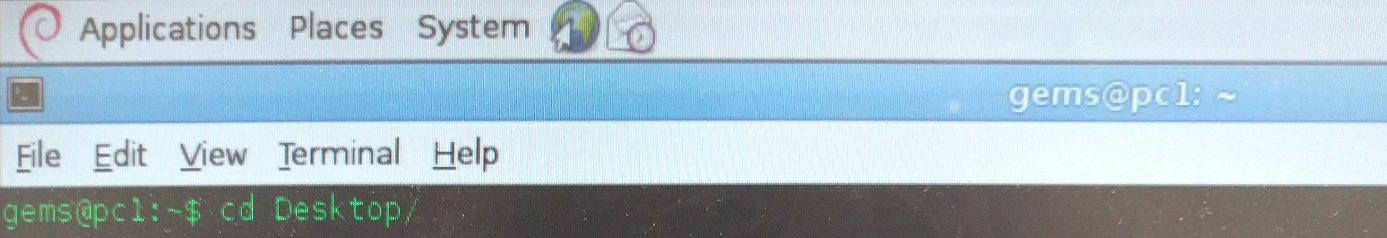 Applications Places System
gems@pc1: ~
File Edit View Terminal Help
gems@pc1:~$ cd Desktop/